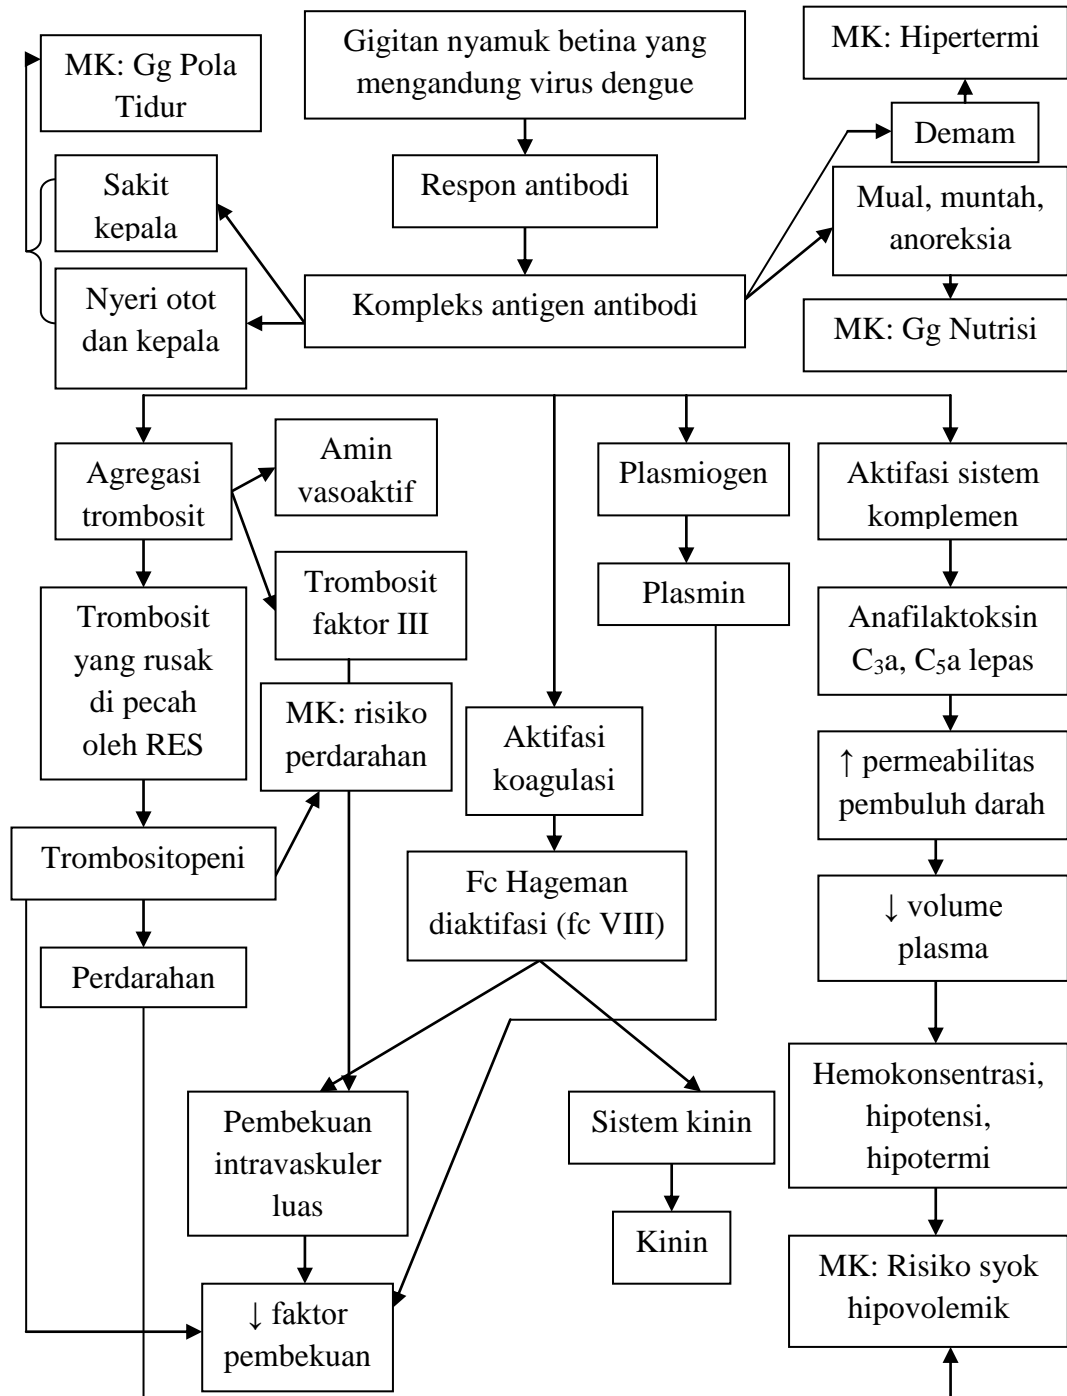 MK: Gg Pola
Tidur
Gigitan nyamuk betina yang
mengandung virus dengue
MK: Hipertermi
Demam
Sakit
kepala
Respon antibodi
Mual, muntah,
anoreksia
Nyeri otot
dan kepala
Kompleks antigen antibodi
MK: Gg Nutrisi
Agregasi
trombosit
Amin
vasoaktif
Plasmiogen
Aktifasi sistem
komplemen
Trombosit
yang rusak
di pecah
oleh RES
Trombosit
faktor III
Plasmin
Anafilaktoksin
C₃a, C₅a lepas
MK: risiko
perdarahan
Aktifasi
koagulasi
↑ permeabilitas
pembuluh darah
Trombositopeni
Fc Hageman
diaktifasi (fc VIII)
↓ volume
plasma
Perdarahan
Hemokonsentrasi,
hipotensi,
hipotermi
Pembekuan
intravaskuler
luas
Sistem kinin
Kinin
MK: Risiko syok
hipovolemik
↓ faktor
pembekuan